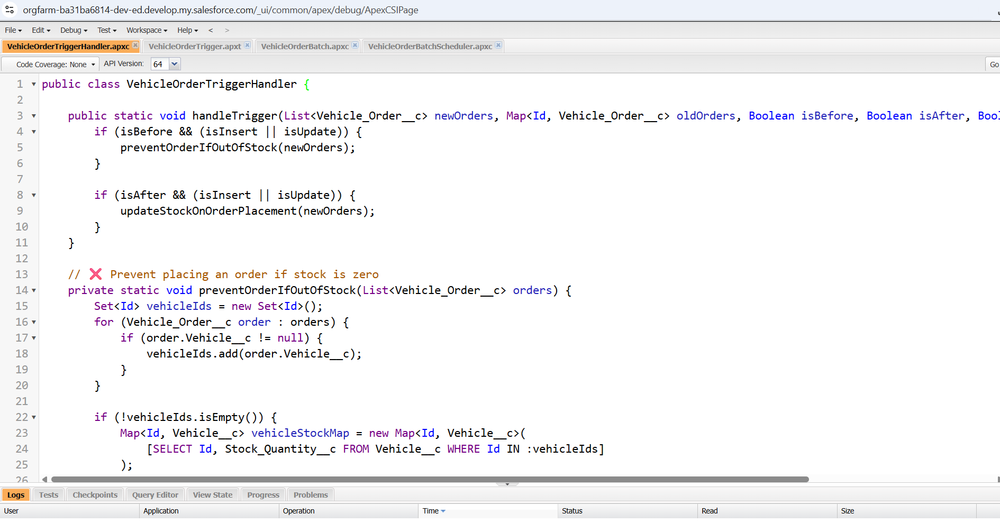 orgfarm-ba31ba6814-dev-ed.develop.my.salesforce.com/_ui/common/apex/debug/ApexCSIPage
File Edit Debug Test Workspace Help < >
VehicleOrderTriggerHandler.apxc VehicleOrderTrigger.apxt VehicleOrderBatch.apxc VehicleOrderBatchScheduler.apxc
Code Coverage: None API Version: 64 Go
1 public class VehicleOrderTriggerHandler {
2
3 public static void handleTrigger(List<Vehicle_Order__c> newOrders, Map<Id, Vehicle_Order__c> oldOrders, Boolean isBefore, Boolean isAfter, Bool
4 if (isBefore && (isInsert || isUpdate)) {
5 preventOrderIfOutOfStock(newOrders);
6 }
7
8 if (isAfter && (isInsert || isUpdate)) {
9 updateStockOnOrderPlacement(newOrders);
10 }
11 }
12
13 // ❌ Prevent placing an order if stock is zero
14 private static void preventOrderIfOutOfStock(List<Vehicle_Order__c> orders) {
15 Set<Id> vehicleIds = new Set<Id>();
16 for (Vehicle_Order__c order : orders) {
17 if (order.Vehicle__c != null) {
18 vehicleIds.add(order.Vehicle__c);
19 }
20 }
21
22 if (!vehicleIds.isEmpty()) {
23 Map<Id, Vehicle__c> vehicleStockMap = new Map<Id, Vehicle__c>(
24 [SELECT Id, Stock_Quantity__c FROM Vehicle__c WHERE Id IN :vehicleIds]
25 );
26
Logs Tests Checkpoints Query Editor View State Progress Problems
User Application Operation Time Status Read Size